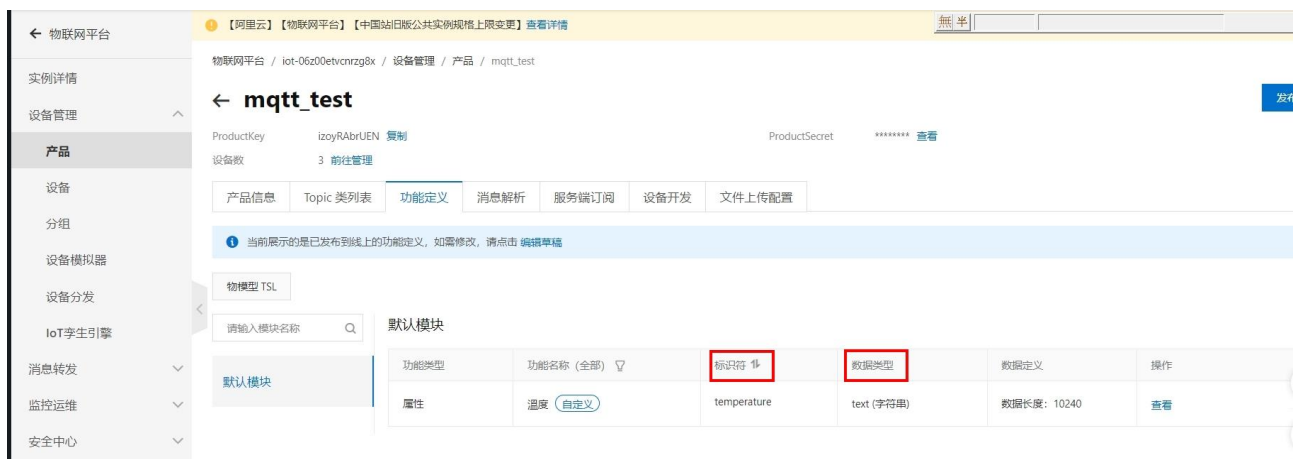 ← 物联网平台
【阿里云】【物联网平台】【中国站旧版公共实例规格上限变更】查看详情
無 半
物联网平台 / iot-06z00etvcnrzg8x / 设备管理 / 产品 / mqtt_test
实例详情
← mqtt_test
发布
设备管理
ProductKey izoyRAbrUEN 复制 ProductSecret ******** 查看
产品
设备数 3 前往管理
设备
产品信息 Topic 类列表 功能定义 消息解析 服务端订阅 设备开发 文件上传配置
分组
当前展示的是已发布到线上的功能定义，如需修改，请点击 编辑草稿
设备模拟器
设备分发
物模型 TSL
IoT孪生引擎
请输入模块名称 默认模块
消息转发
功能类型 功能名称（全部） 标识符 数据类型 数据定义 操作
默认模块
监控运维
属性 温度 自定义 temperature text (字符串) 数据长度：10240 查看
安全中心